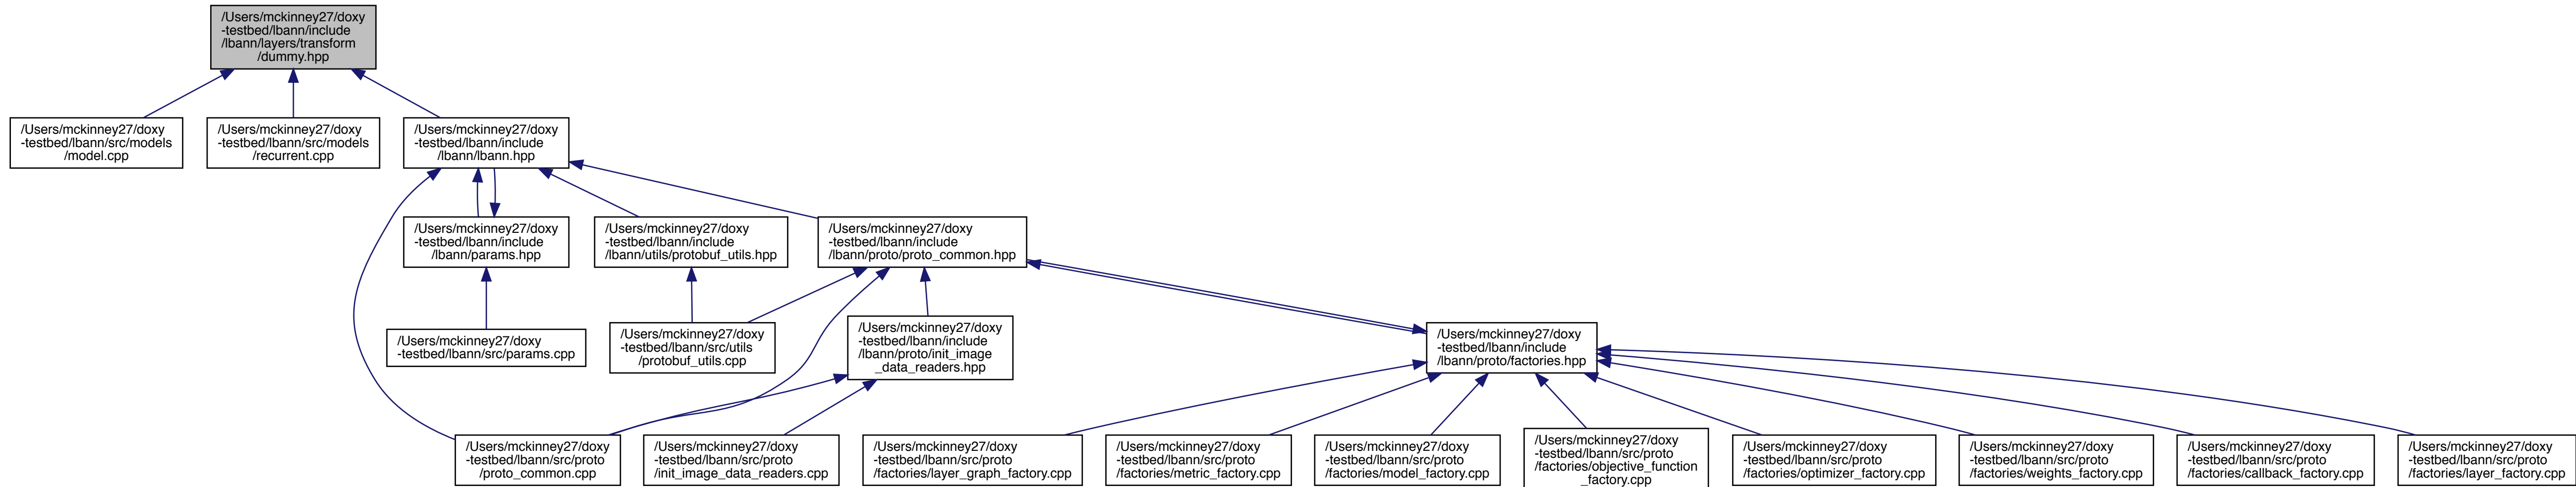 /Users/mckinney27/doxy
-testbed/lbann/include
/lbann/layers/transform
/dummy.hpp
/Users/mckinney27/doxy
-testbed/lbann/src/models
/model.cpp
/Users/mckinney27/doxy
-testbed/lbann/src/models
/recurrent.cpp
/Users/mckinney27/doxy
-testbed/lbann/include
/lbann/lbann.hpp
/Users/mckinney27/doxy
-testbed/lbann/include
/lbann/params.hpp
/Users/mckinney27/doxy
-testbed/lbann/include
/lbann/utils/protobuf_utils.hpp
/Users/mckinney27/doxy
-testbed/lbann/include
/lbann/proto/proto_common.hpp
/Users/mckinney27/doxy
-testbed/lbann/src/params.cpp
/Users/mckinney27/doxy
-testbed/lbann/src/utils
/protobuf_utils.cpp
/Users/mckinney27/doxy
-testbed/lbann/include
/lbann/proto/init_image
_data_readers.hpp
/Users/mckinney27/doxy
-testbed/lbann/include
/lbann/proto/factories.hpp
/Users/mckinney27/doxy
-testbed/lbann/src/proto
/proto_common.cpp
/Users/mckinney27/doxy
-testbed/lbann/src/proto
/init_image_data_readers.cpp
/Users/mckinney27/doxy
-testbed/lbann/src/proto
/factories/layer_graph_factory.cpp
/Users/mckinney27/doxy
-testbed/lbann/src/proto
/factories/metric_factory.cpp
/Users/mckinney27/doxy
-testbed/lbann/src/proto
/factories/model_factory.cpp
/Users/mckinney27/doxy
-testbed/lbann/src/proto
/factories/objective_function
_factory.cpp
/Users/mckinney27/doxy
-testbed/lbann/src/proto
/factories/optimizer_factory.cpp
/Users/mckinney27/doxy
-testbed/lbann/src/proto
/factories/weights_factory.cpp
/Users/mckinney27/doxy
-testbed/lbann/src/proto
/factories/callback_factory.cpp
/Users/mckinney27/doxy
-testbed/lbann/src/proto
/factories/layer_factory.cpp